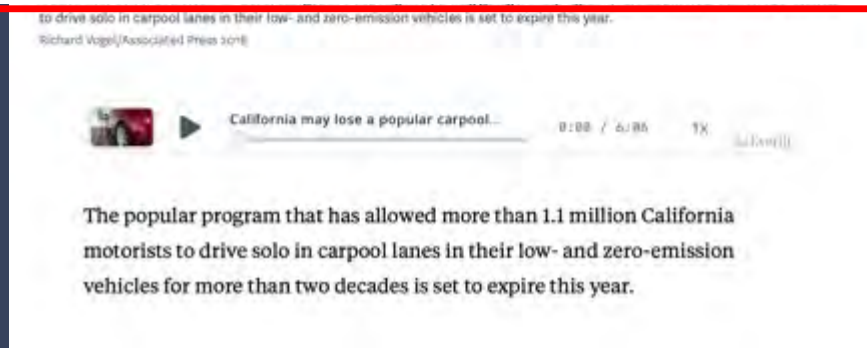 to drive solo in carpool lanes in their low- and zero-emission vehicles is set to expire this year.
Richard Vogel/Associated Press 2018
California may lose a popular carpool...
0:00 / 6:06
1X
The popular program that has allowed more than 1.1 million California
motorists to drive solo in carpool lanes in their low- and zero-emission
vehicles for more than two decades is set to expire this year.